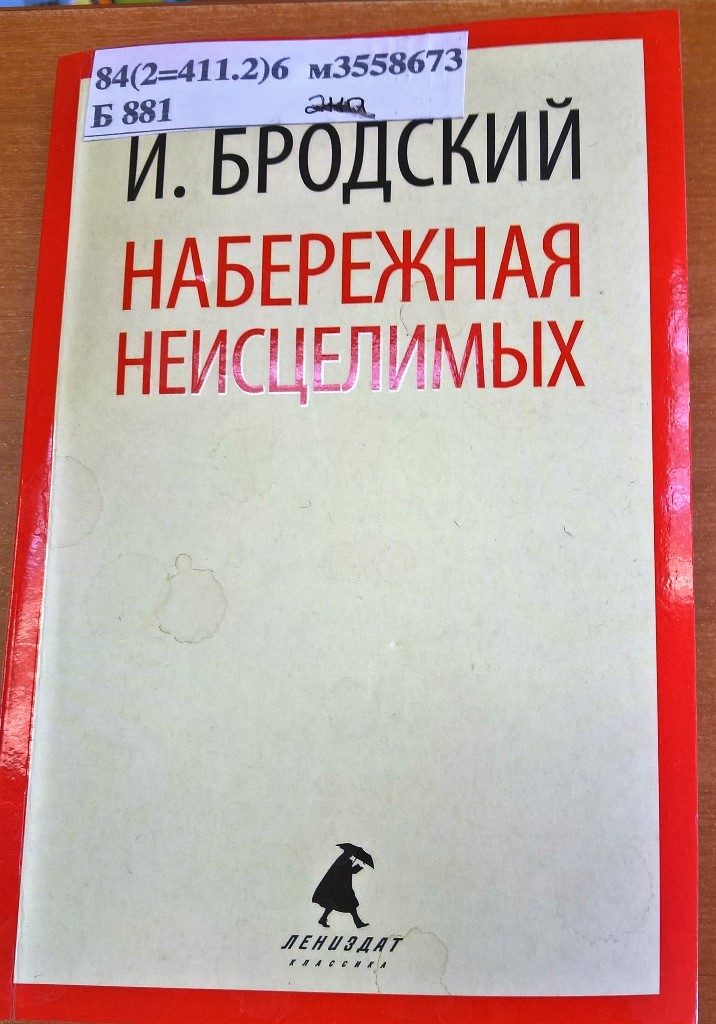 84(2=411.2)6 м3558673
Б 881
И. БРОДСКИЙ
НАБЕРЕЖНАЯ
НЕИСЦЕЛИМЫХ
ЛЕНИЗДАТ
КЛАССИКА